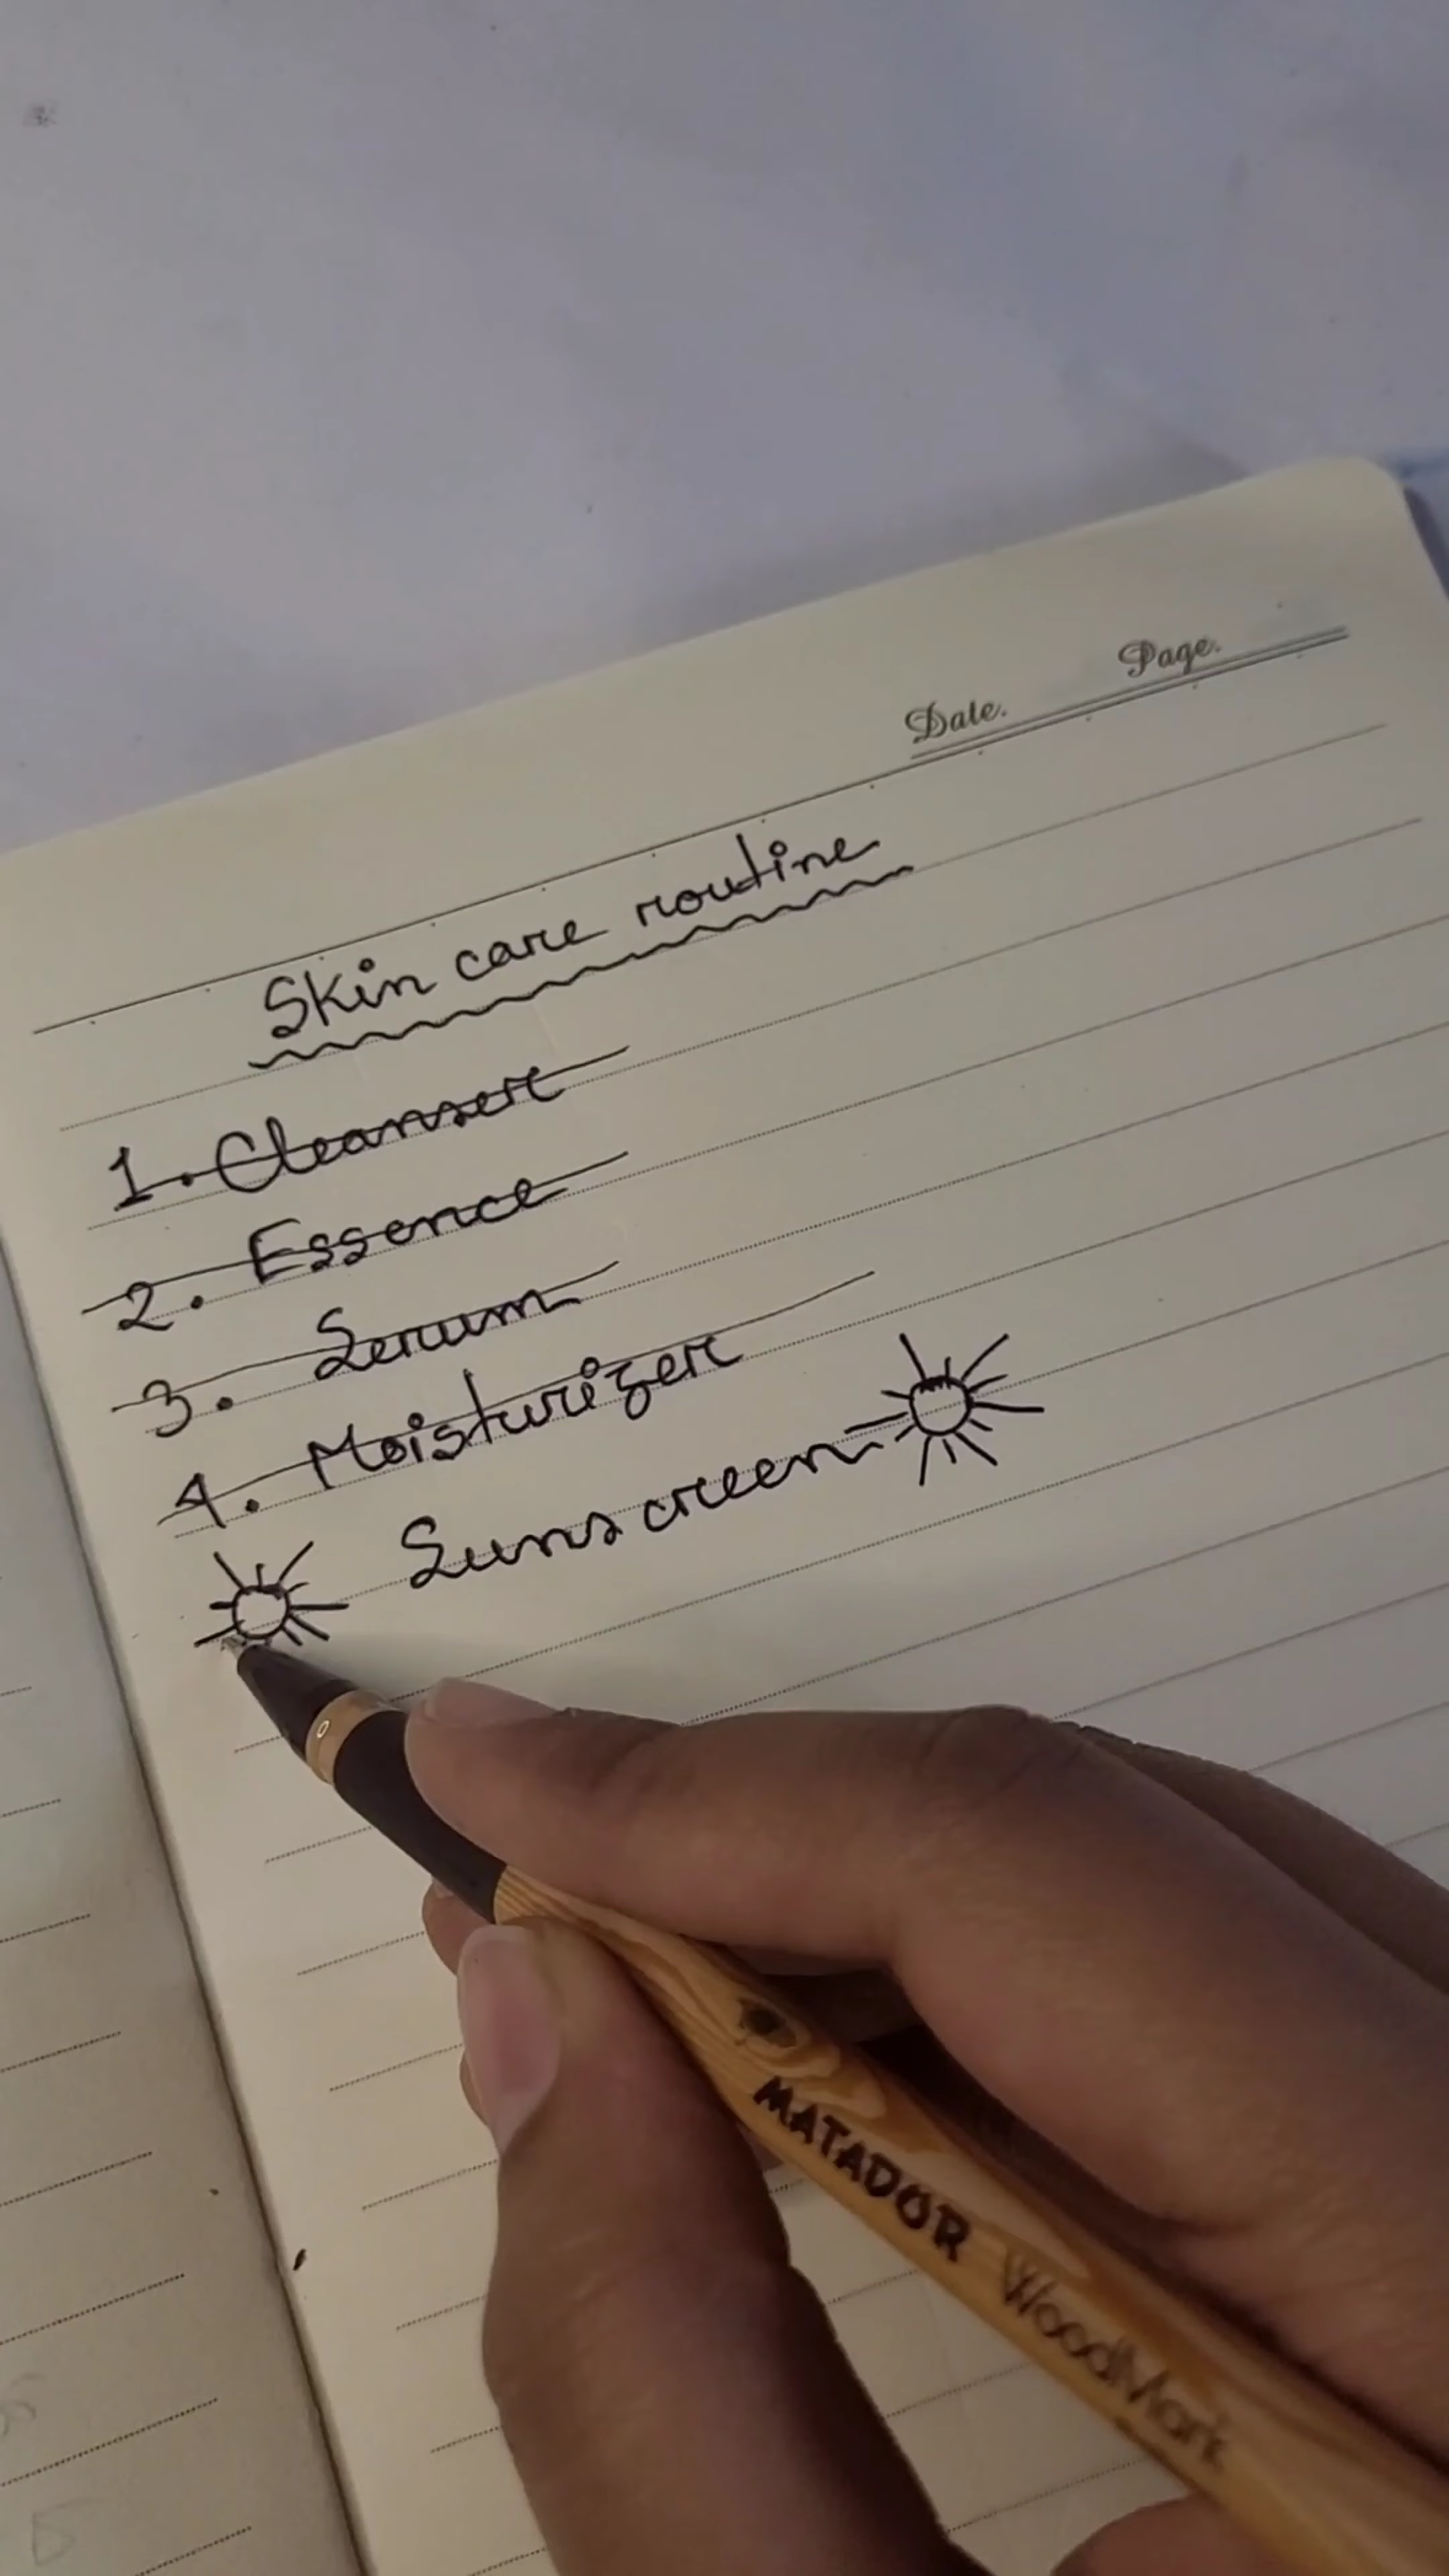 Date. Page.
Skin care routine
1. Cleanser
2. Essence
3. Serum
4. Moisturizer
Sunscreen
MATADOR WoodMark